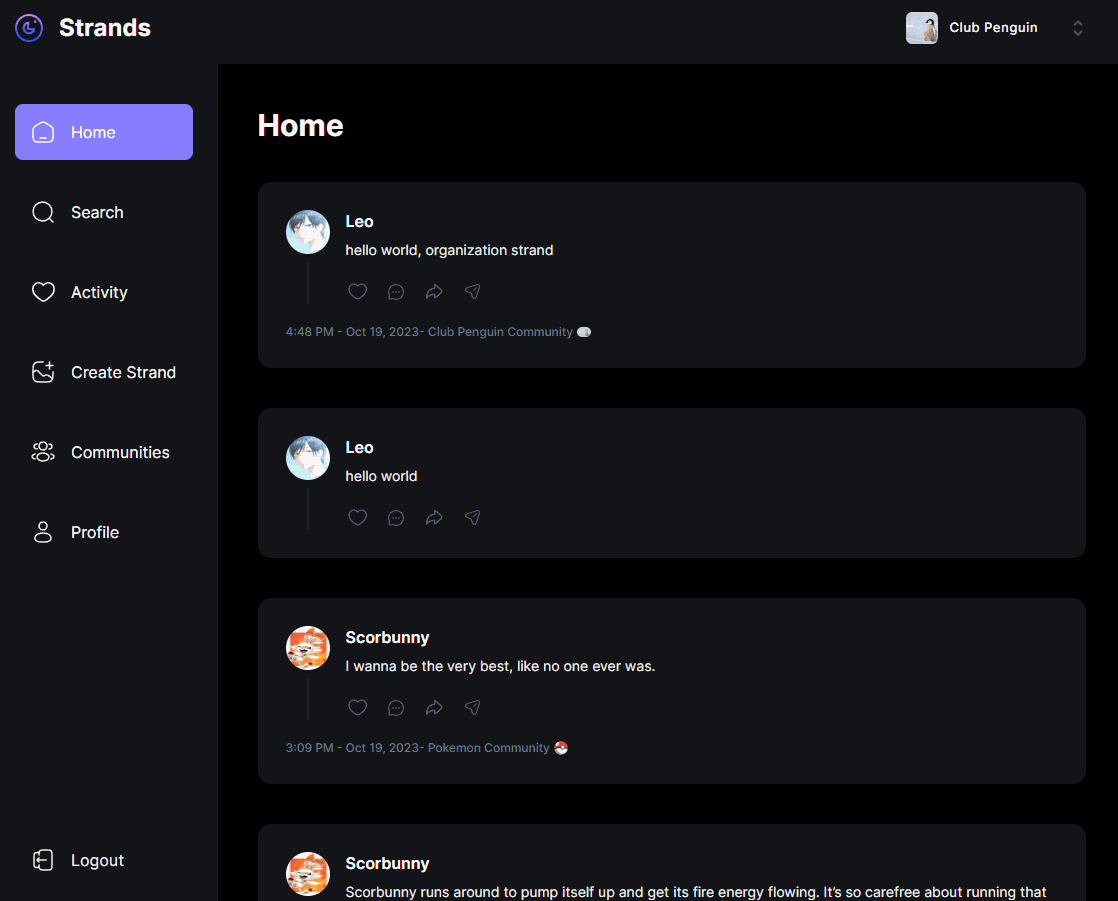 Strands
Club Penguin
Home
Search
Activity
Create Strand
Communities
Profile
Logout
Home
Leo
hello world, organization strand
4:48 PM - Oct 19, 2023- Club Penguin Community
Leo
hello world
Scorbunny
I wanna be the very best, like no one ever was.
3:09 PM - Oct 19, 2023- Pokemon Community
Scorbunny
Scorbunny runs around to pump itself up and get its fire energy flowing. It’s so carefree about running that